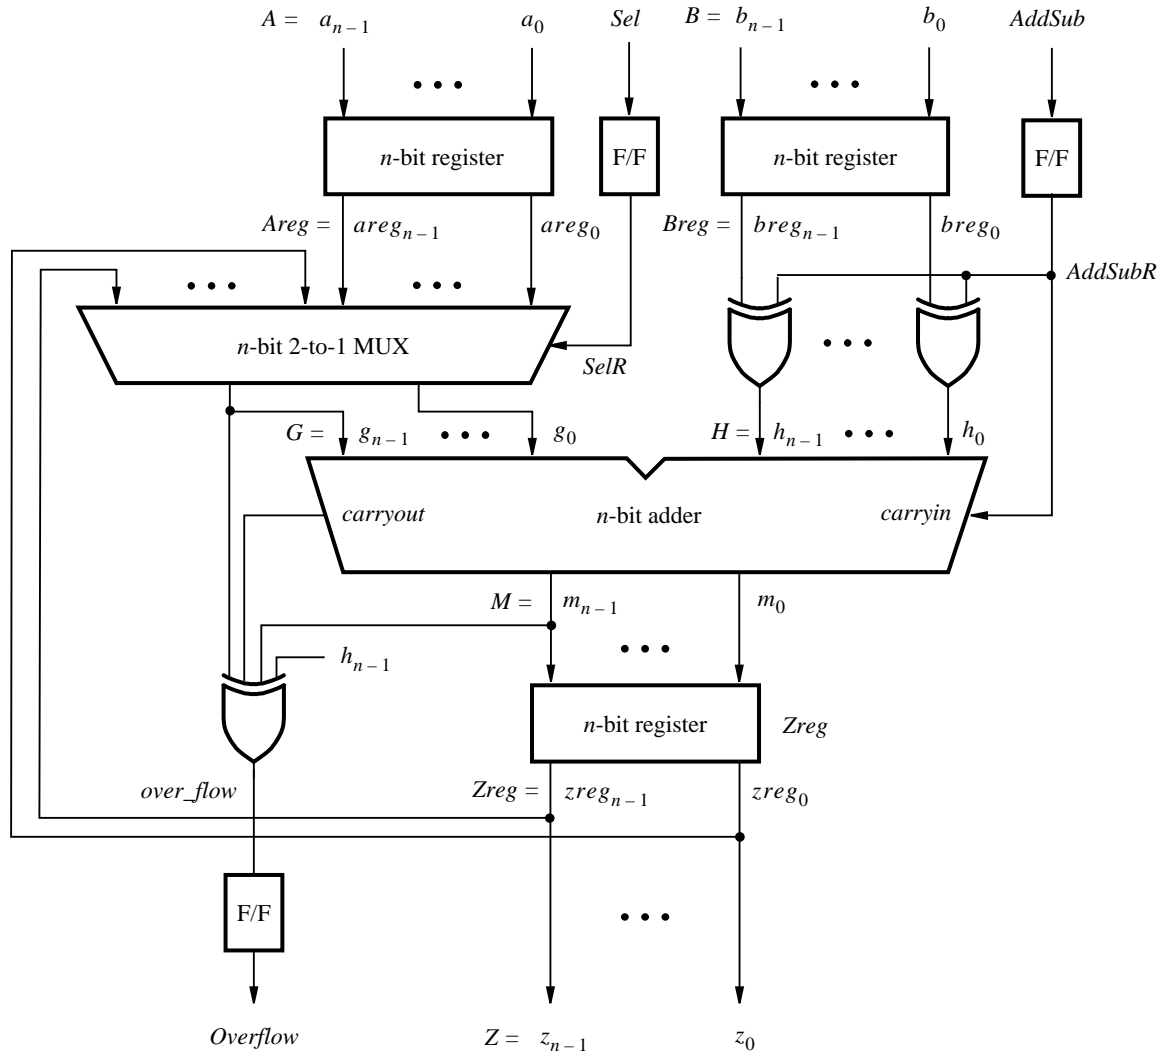 A = a_{n – 1} a_0 Sel B = b_{n – 1} b_0 AddSub
n-bit register F/F n-bit register F/F
Areg = areg_{n – 1} areg_0 Breg = breg_{n – 1} breg_0
AddSubR
n-bit 2-to-1 MUX
SelR
G = g_{n – 1} g_0 H = h_{n – 1} h_0
carryout n-bit adder carryin
M = m_{n – 1} m_0
h_{n – 1}
n-bit register Zreg
over_flow Zreg = zreg_{n – 1} zreg_0
F/F
Overflow Z = z_{n – 1} z_0